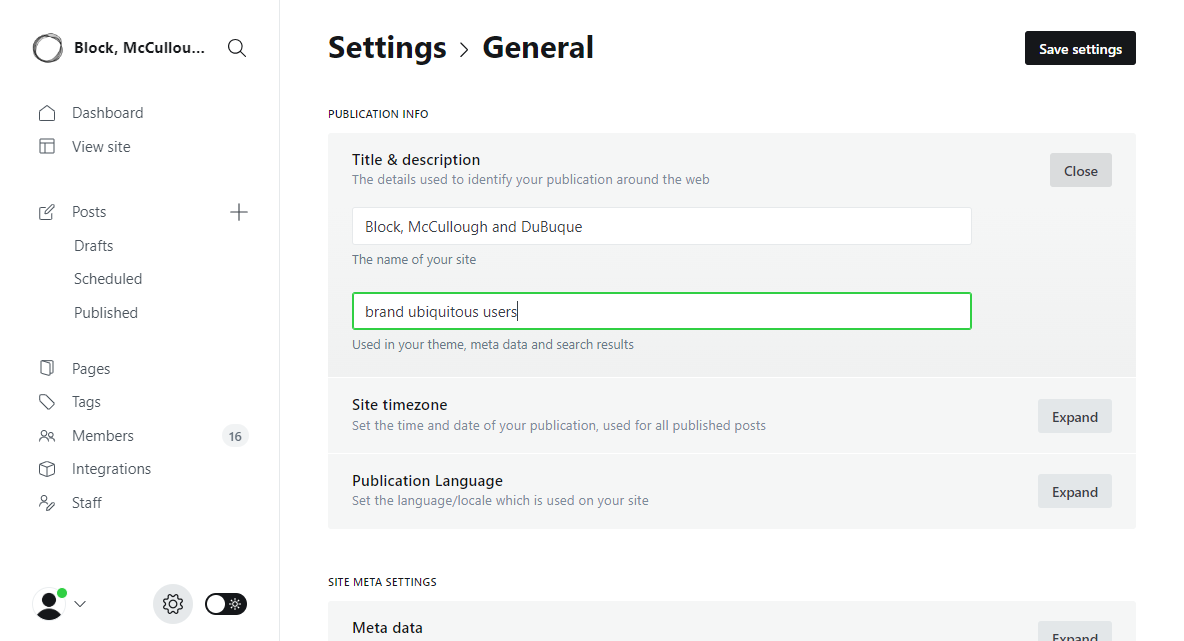 Block, McCullou...
Settings > General
Save settings
Dashboard
View site
Posts
Drafts
Scheduled
Published
Pages
Tags
Members 16
Integrations
Staff
PUBLICATION INFO
Title & description
The details used to identify your publication around the web
Close
Block, McCullough and DuBuque
The name of your site
brand ubiquitous users
Used in your theme, meta data and search results
Site timezone
Set the time and date of your publication, used for all published posts
Expand
Publication Language
Set the language/locale which is used on your site
Expand
SITE META SETTINGS
Meta data
Expand